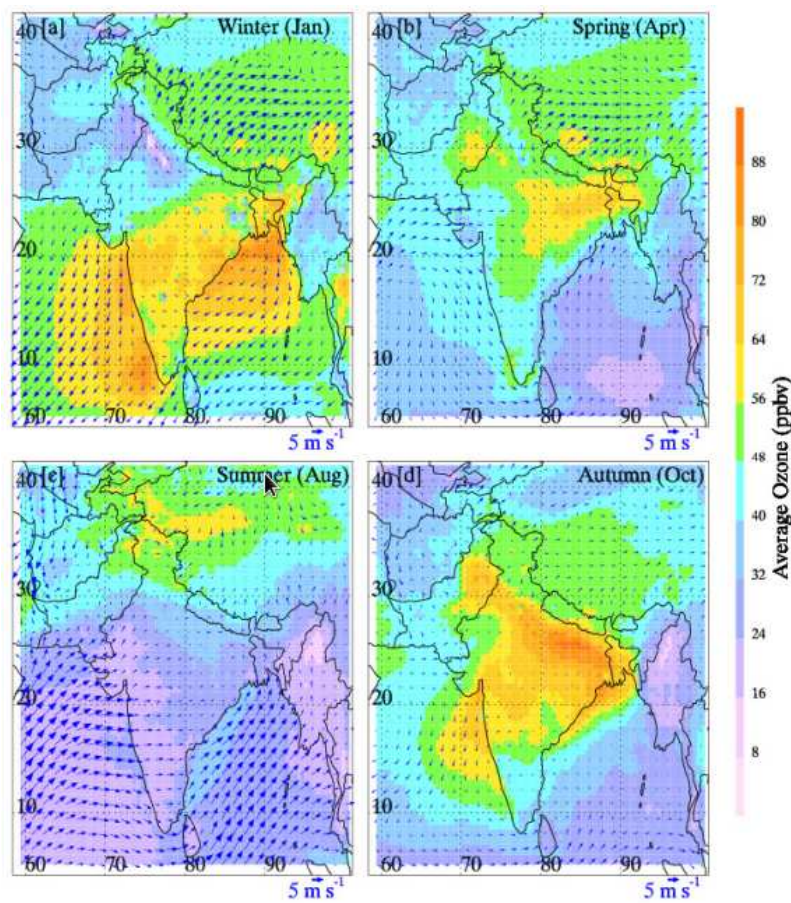 [a] Winter (Jan)
40
30
20
10
60 70 80 90
5 m s-1
[b] Spring (Apr)
40
30
20
10
60 70 80 90
5 m s-1
[c] Summer (Aug)
40
30
20
10
60 70 80 90
5 m s-1
[d] Autumn (Oct)
40
30
20
10
60 70 80 90
5 m s-1
88
80
72
64
56
48
40
32
24
16
8
Average Ozone (ppbv)